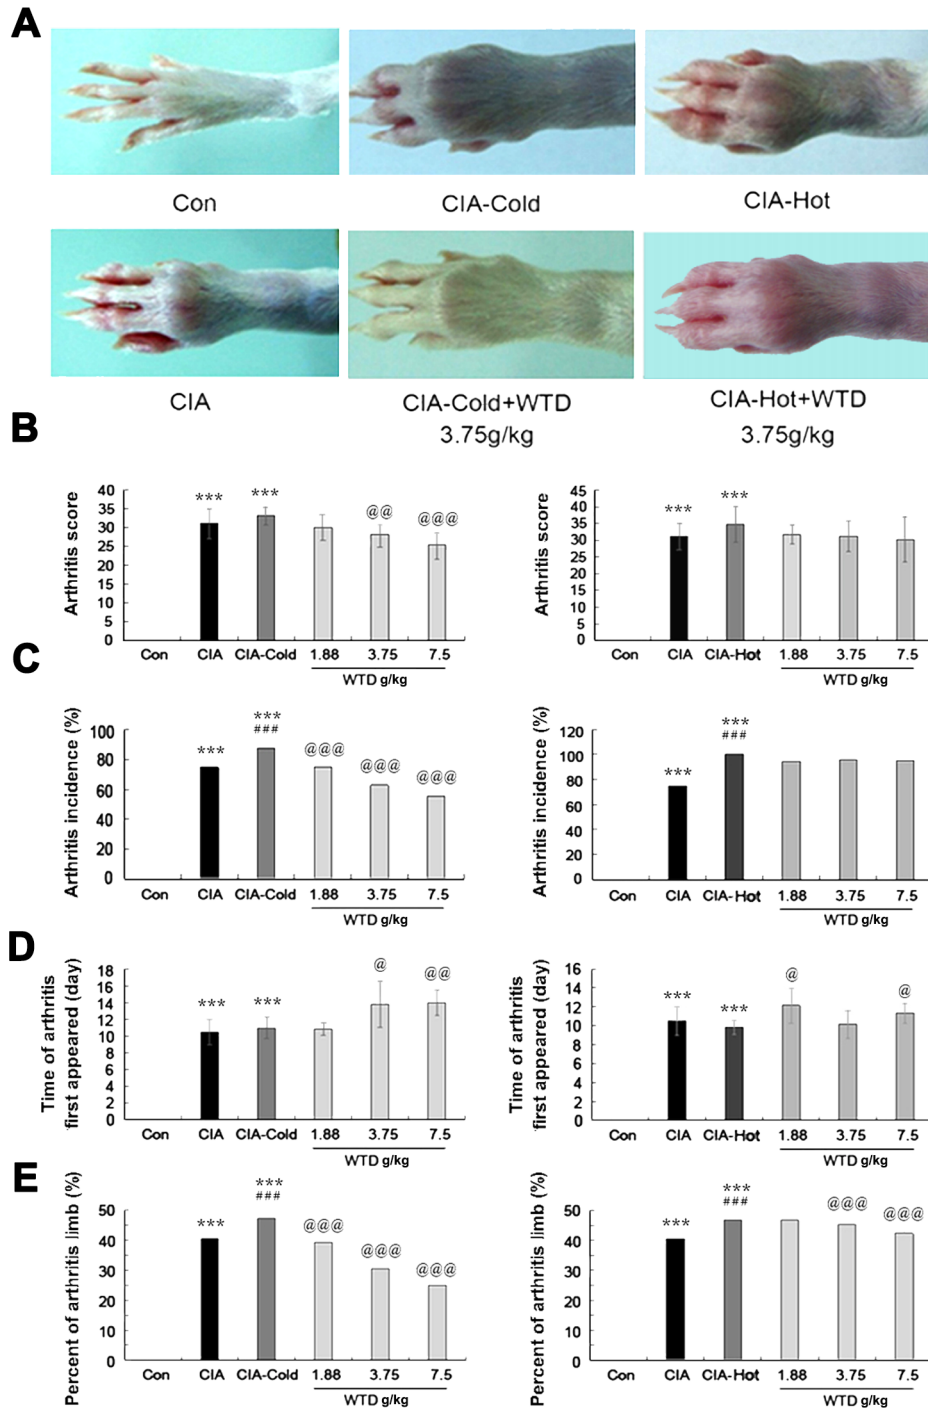 A
Con
CIA-Cold
CIA-Hot
CIA
CIA-Cold+WTD
3.75g/kg
CIA-Hot+WTD
3.75g/kg
B
Arthritis score
40
35
30
25
20
15
10
5
0
***
***
@@
@@@
Con
CIA
CIA-Cold
1.88
3.75
7.5
WTD g/kg
Arthritis score
45
40
35
30
25
20
15
10
5
0
***
***
Con
CIA
CIA-Hot
1.88
3.75
7.5
WTD g/kg
C
Arthritis incidence (%)
100
80
60
40
20
0
***
***
###
@@@
@@@
@@@
Con
CIA
CIA-Cold
1.88
3.75
7.5
WTD g/kg
Arthritis incidence (%)
120
100
80
60
40
20
0
***
***
###
Con
CIA
CIA-Hot
1.88
3.75
7.5
WTD g/kg
D
Time of arthritis
first appeared (day)
18
16
14
12
10
8
6
4
2
0
***
***
@
@@
Con
CIA
CIA-Cold
1.88
3.75
7.5
WTD g/kg
Time of arthritis
first appeared (day)
16
14
12
10
8
6
4
2
0
***
***
@
@
Con
CIA
CIA-Hot
1.88
3.75
7.5
WTD g/kg
E
Percent of arthritis limb (%)
50
40
30
20
10
0
***
***
###
@@@
@@@
@@@
Con
CIA
CIA-Cold
1.88
3.75
7.5
WTD g/kg
Percent of arthritis limb (%)
50
40
30
20
10
0
***
***
###
@@@
@@@
Con
CIA
CIA-Hot
1.88
3.75
7.5
WTD g/kg